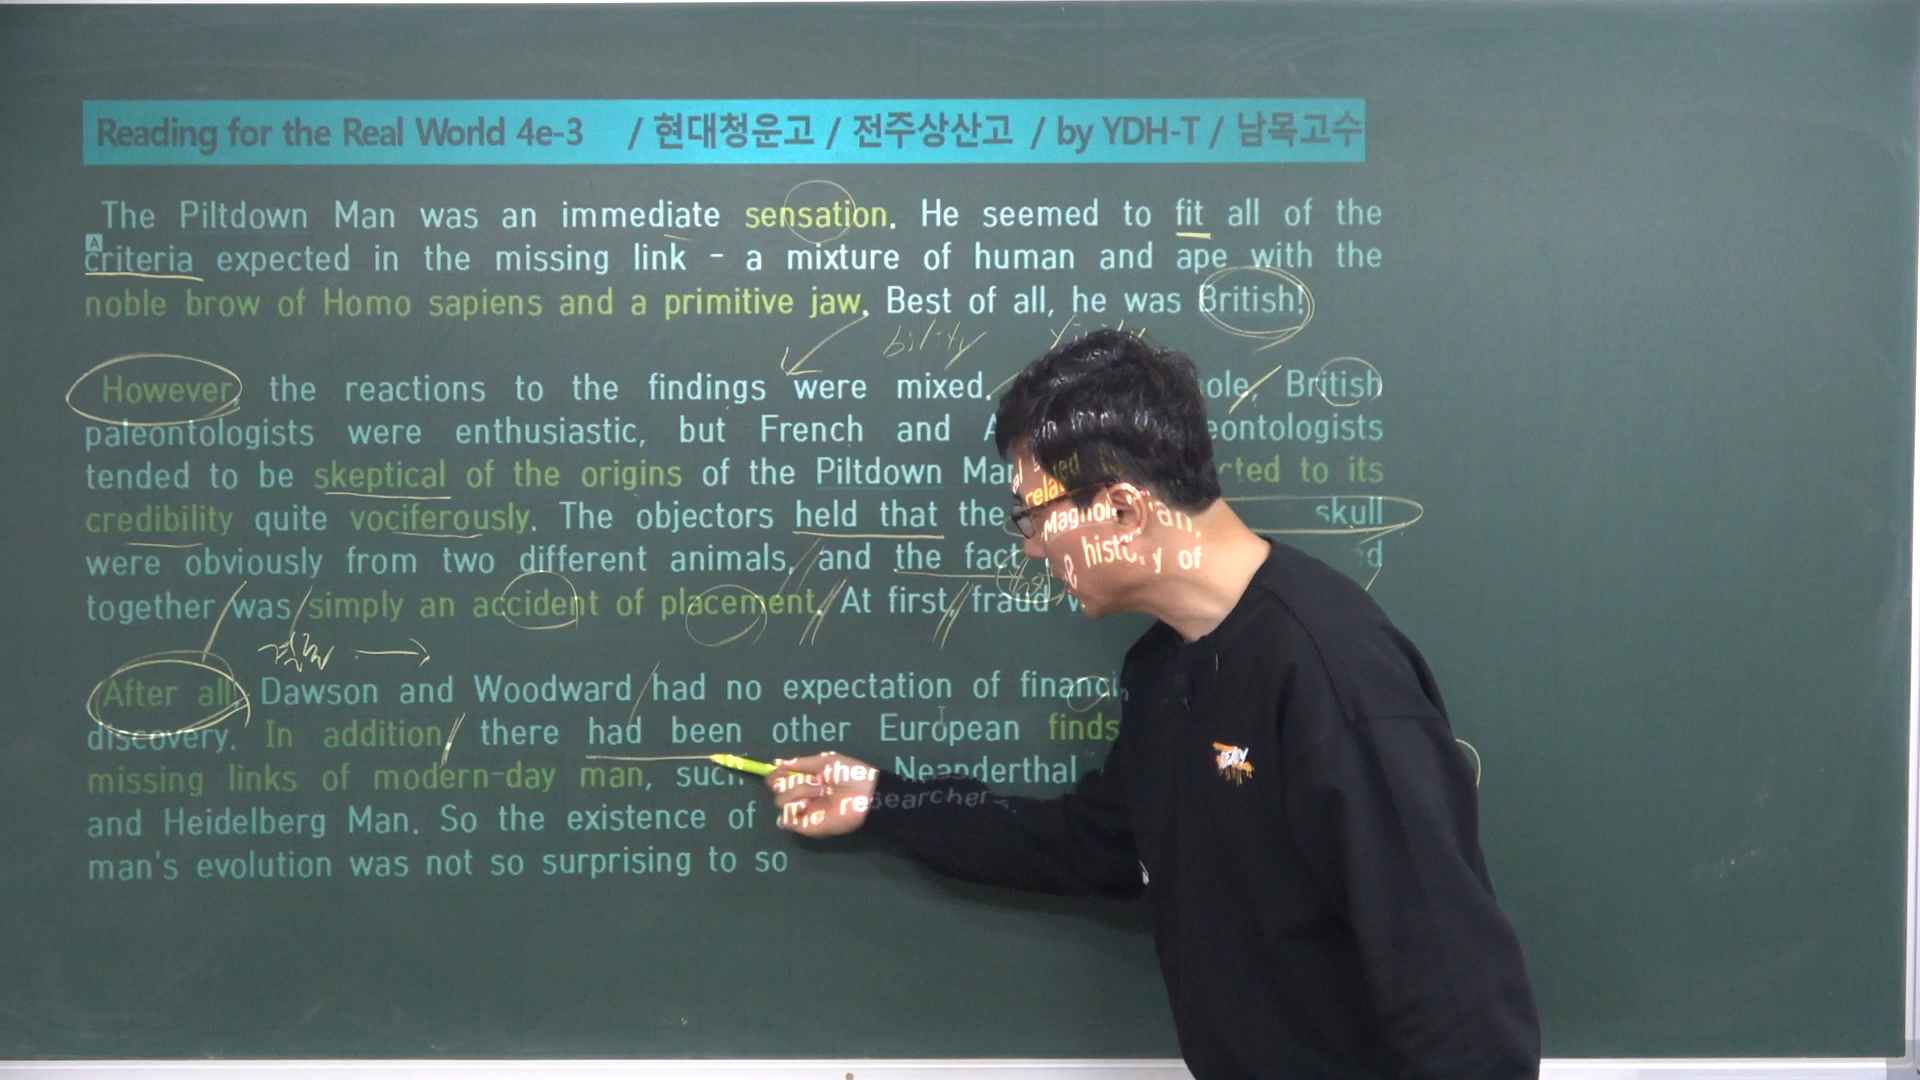 Reading for the Real World 4e-3 / 현대청운고 / 전주상산고 / by YDH-T / 남목고수
The Piltdown Man was an immediate sensation. He seemed to fit all of the
A
criteria expected in the missing link - a mixture of human and ape with the
noble brow of Homo sapiens and a primitive jaw. Best of all, he was British!
bility
However, the reactions to the findings were mixed. British
paleontologists were enthusiastic, but French and
tended to be skeptical of the origins of the Piltdown to its
credibility quite vociferously. The objectors held that the skull
were obviously from two different animals, and the fact
together was simply an accident of placement. At first, fraud
After all, Dawson and Woodward had no expectation of
discovery. In addition, there had been other European finds
missing links of modern-day man, such Neanderthal
and Heidelberg Man. So the existence of
man's evolution was not so surprising to so
Magnol
history of